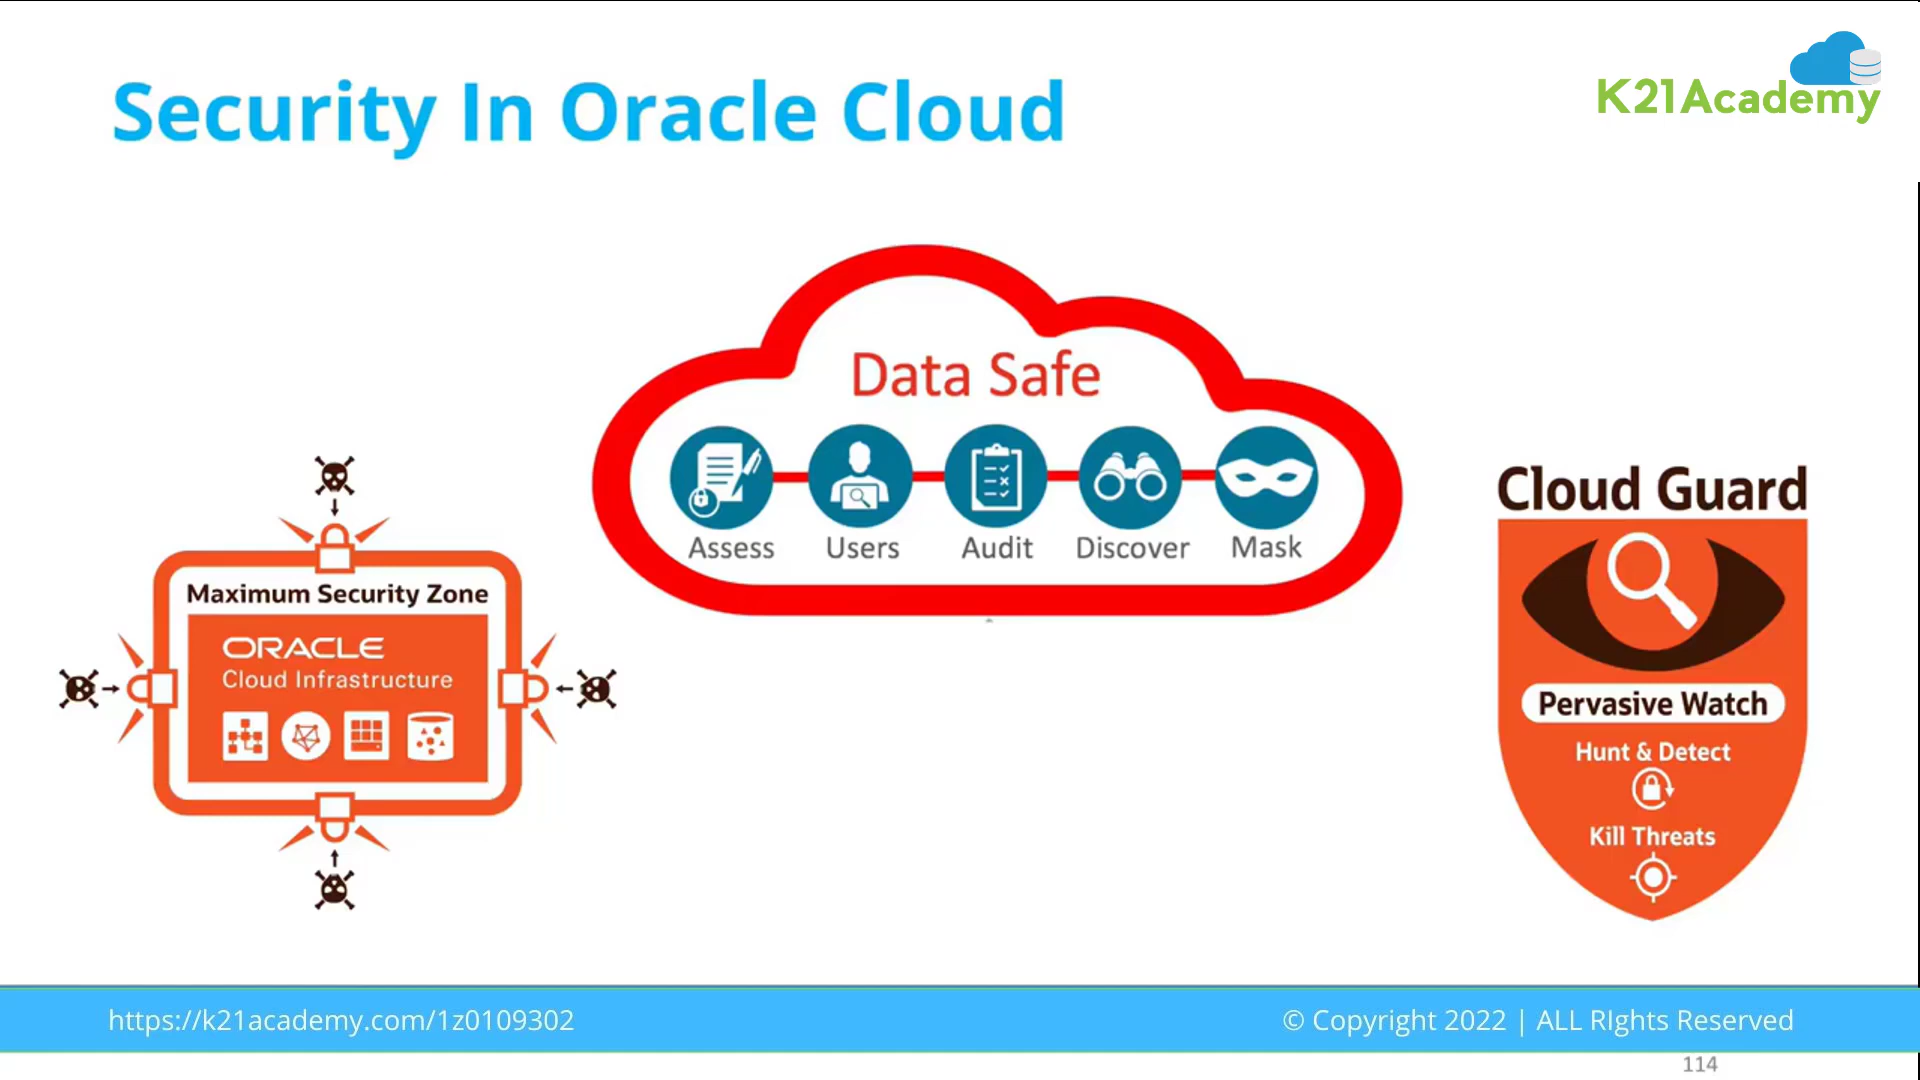 Security In Oracle Cloud
K21Academy
Data Safe
Assess Users Audit Discover Mask
Maximum Security Zone
ORACLE
Cloud Infrastructure
Cloud Guard
Pervasive Watch
Hunt & Detect
Kill Threats
https://k21academy.com/1z0109302
© Copyright 2022 | ALL RIghts Reserved
114